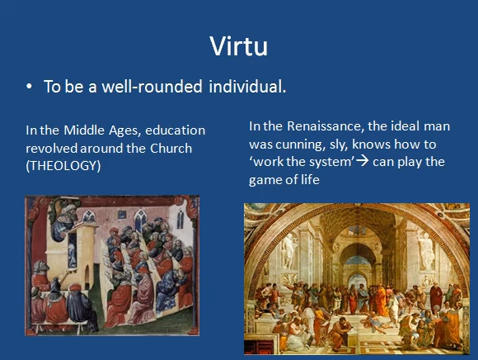 Virtu
• To be a well-rounded individual.
In the Middle Ages, education
revolved around the Church
(THEOLOGY)
In the Renaissance, the ideal man
was cunning, sly, knows how to
‘work the system’→ can play the
game of life